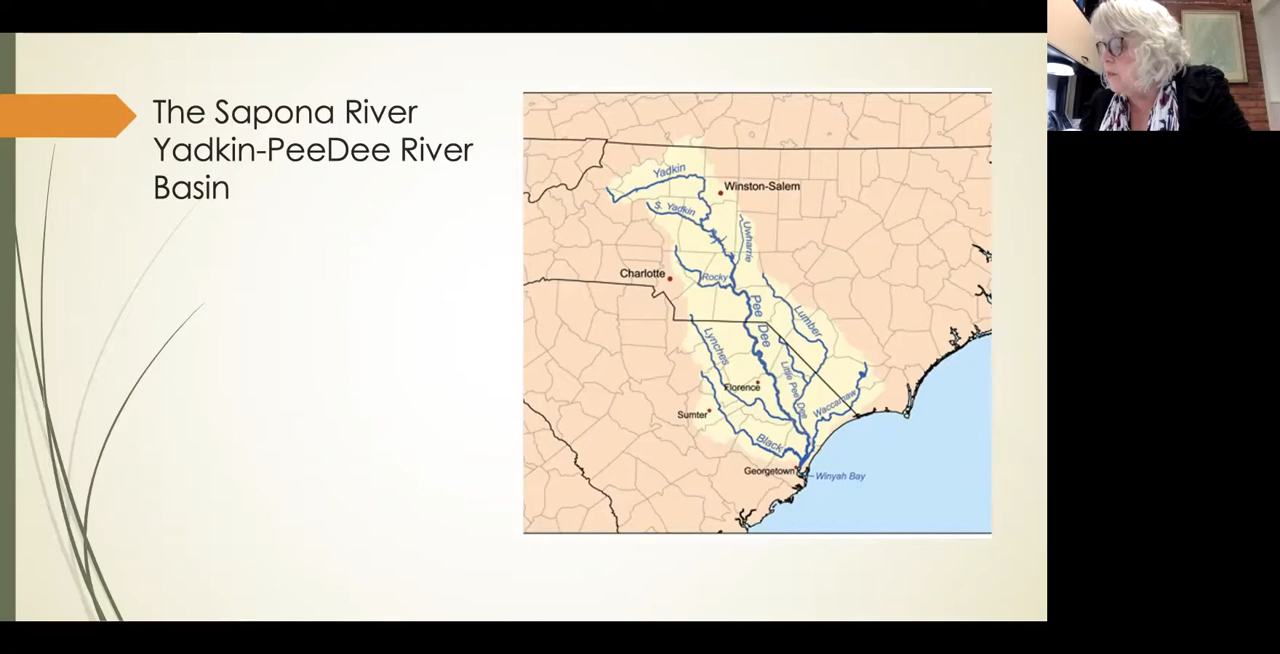 The Sapona River
Yadkin-PeeDee River
Basin
Yadkin
Winston-Salem
S. Yadkin
Uwharrie
Charlotte
Rocky
Pee Dee
Lumber
Lynches
Little Pee Dee
Florence
Sumter
Waccamaw
Black
Georgetown
Winyah Bay